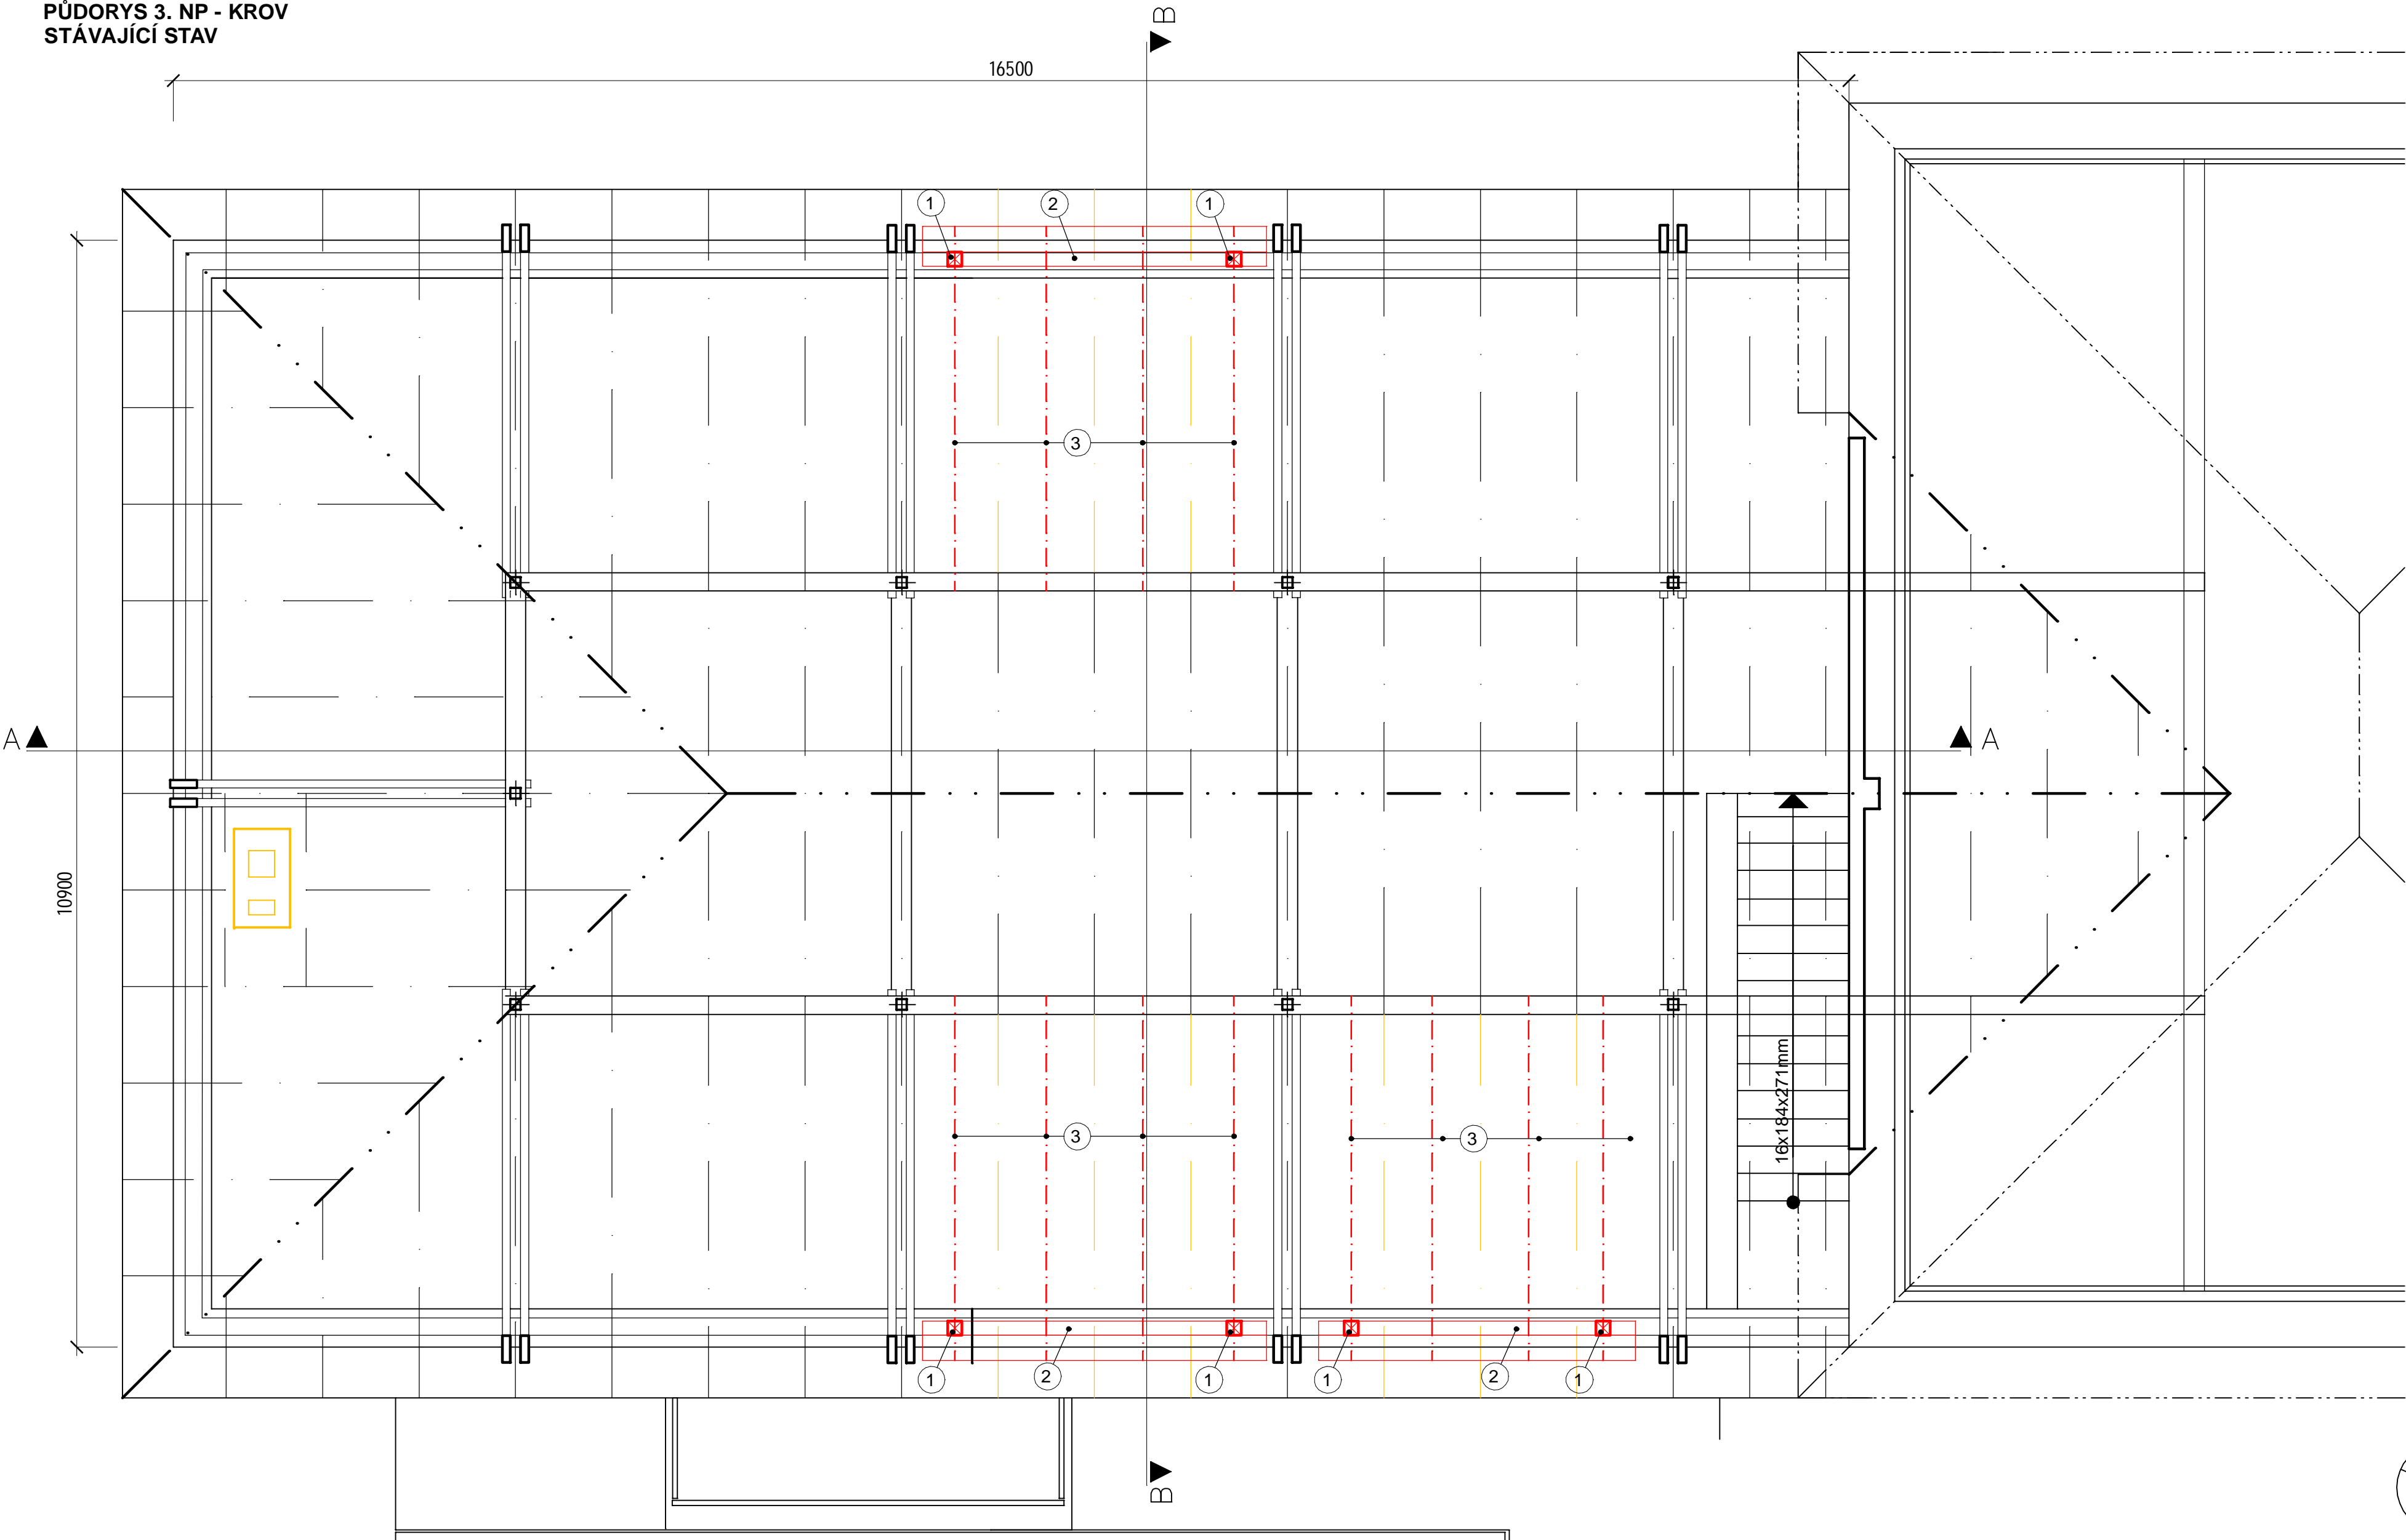 PŮDORYS 3. NP - KROV
STÁVAJÍCÍ STAV
B
16500
1
2
1
3
A
A
10900
16x184x271mm
3
3
1
2
1
1
2
1
B